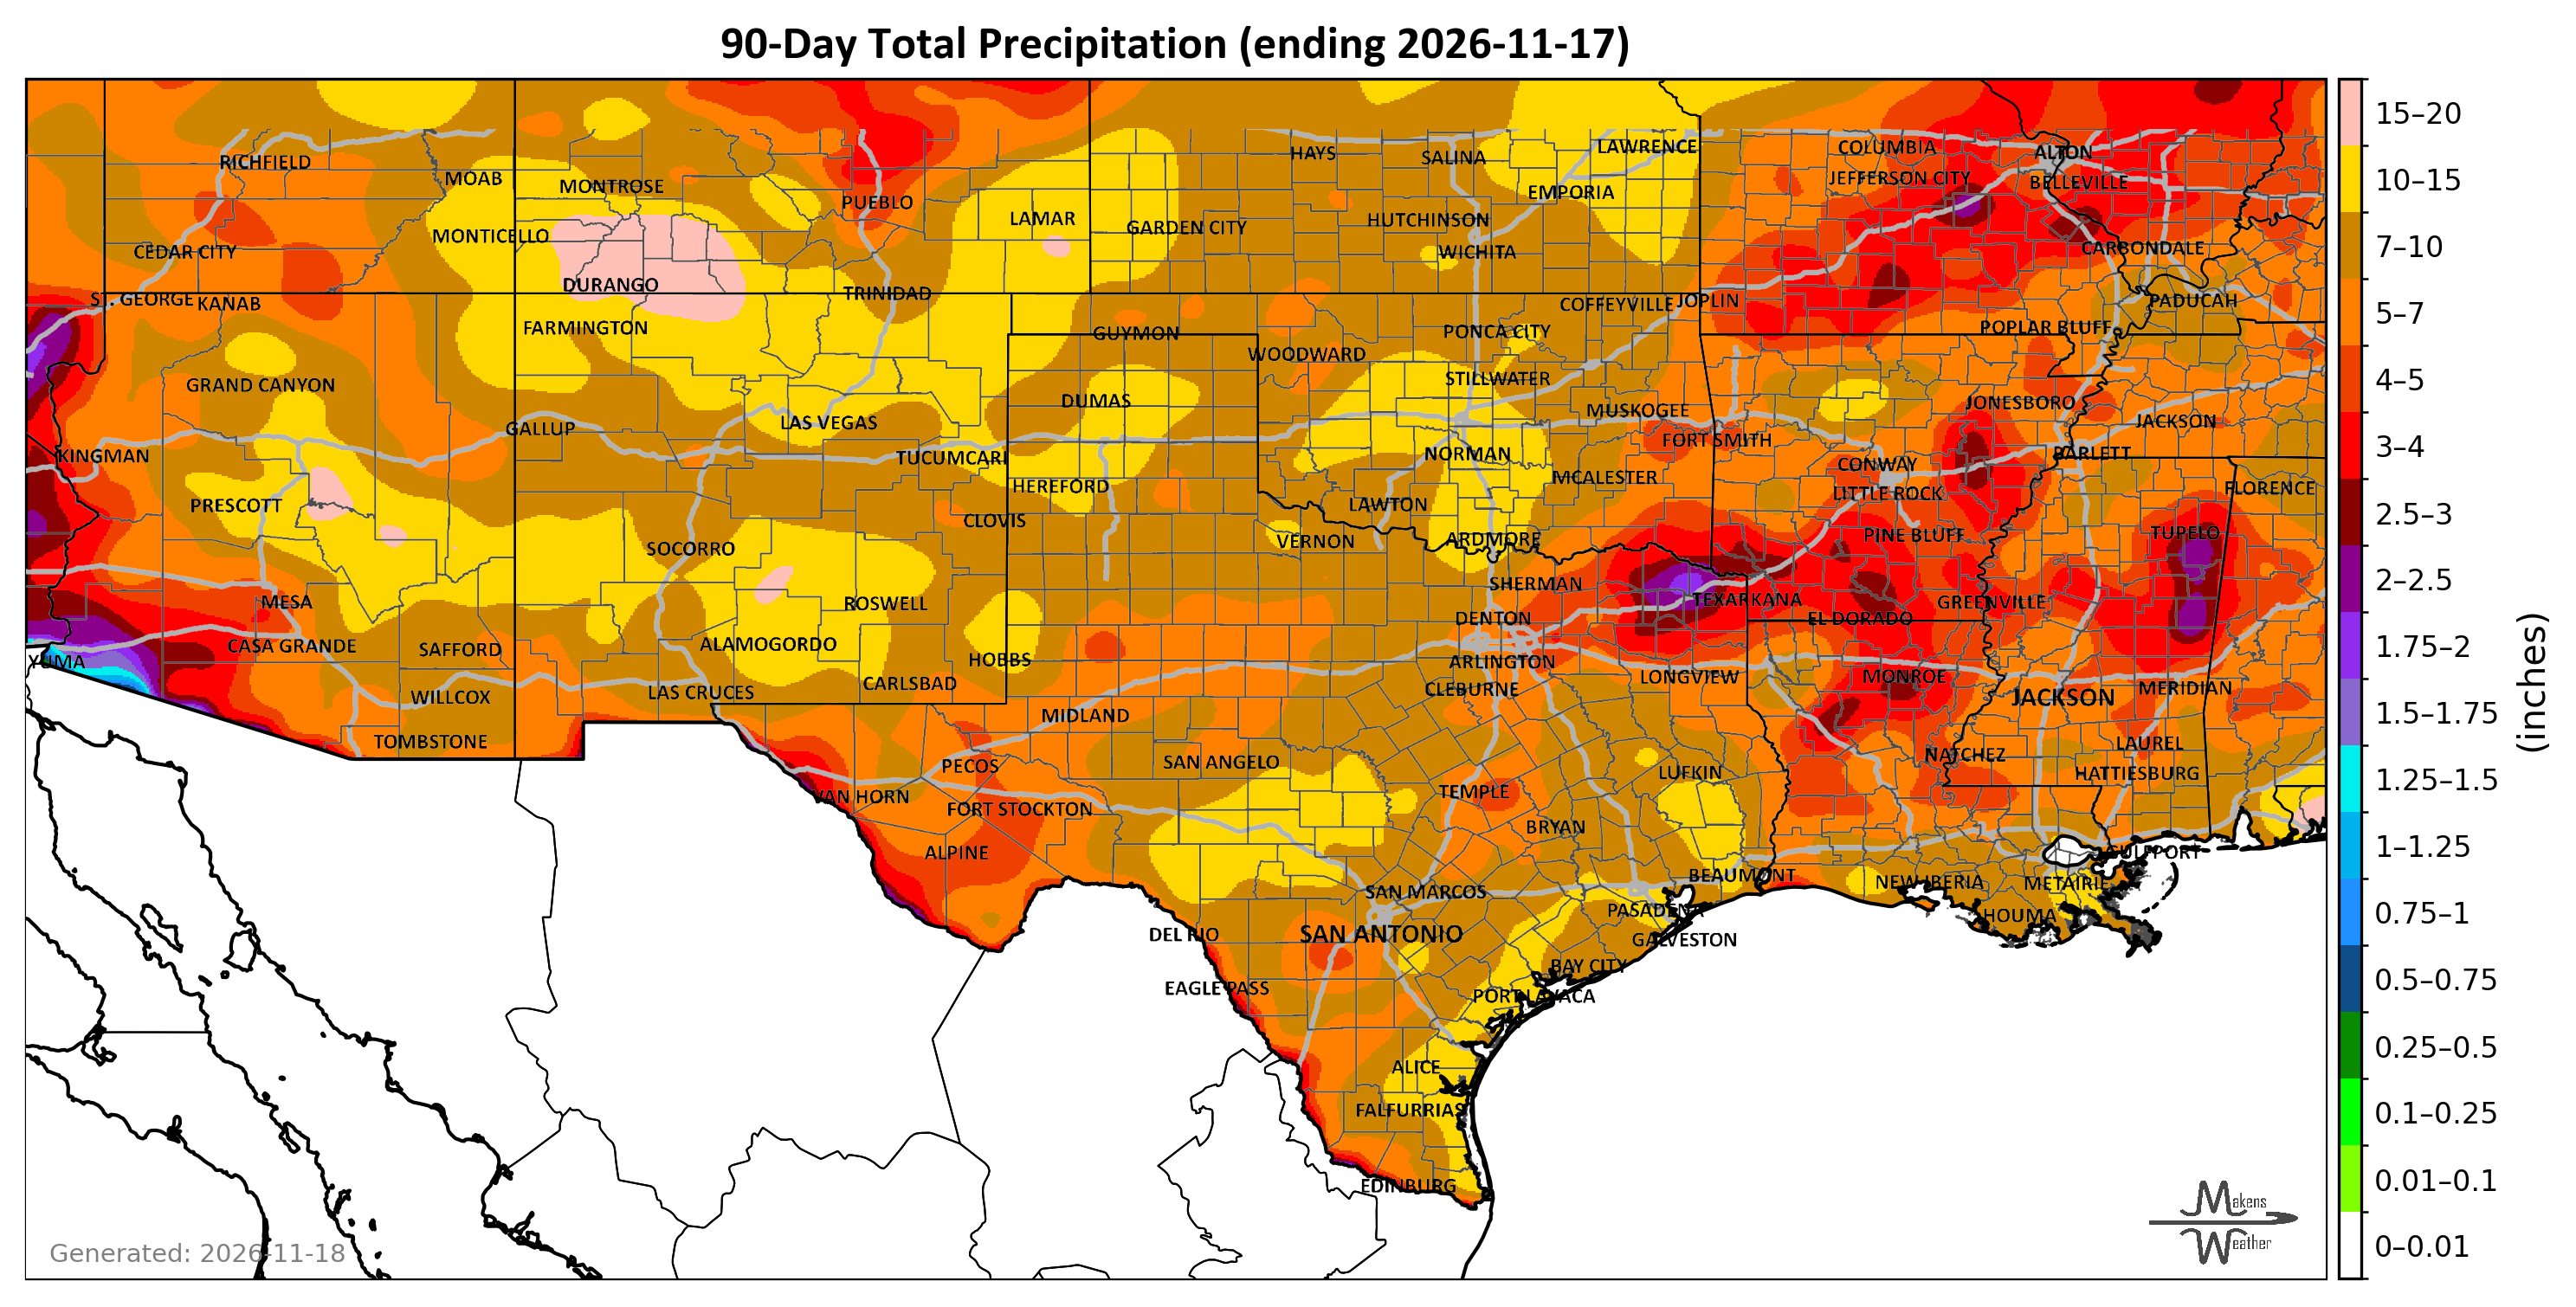 90-Day Total Precipitation (ending 2026-11-17)
RICHFIELD
MOAB
MONTROSE
PUEBLO
LAMAR
GARDEN CITY
HAYS
SALINA
LAWRENCE
EMPORIA
HUTCHINSON
WICHITA
COLUMBIA
JEFFERSON CITY
ALTON
BELLEVILLE
CARBONDALE
CEDAR CITY
MONTICELLO
DURANGO
TRINIDAD
ST. GEORGE
KANAB
FARMINGTON
GUYMON
WOODWARD
PONCA CITY
COFFEYVILLE
JOPLIN
POPLAR BLUFF
PADUCAH
GRAND CANYON
DUMAS
STILLWATER
MUSKOGEE
JONESBORO
JACKSON
KINGMAN
GALLUP
LAS VEGAS
TUCUMCARI
NORMAN
FORT SMITH
CONWAY
BARLETT
PRESCOTT
HEREFORD
CLOVIS
LAWTON
MCALESTER
LITTLE ROCK
FLORENCE
SOCORRO
VERNON
ARDMORE
PINE BLUFF
TUPELO
MESA
ROSWELL
SHERMAN
TEXARKANA
GREENVILLE
CASA GRANDE
SAFFORD
ALAMOGORDO
HOBBS
DENTON
EL DORADO
YUMA
ARLINGTON
WILLCOX
LAS CRUCES
CARLSBAD
CLEBURNE
LONGVIEW
MONROE
JACKSON
MERIDIAN
TOMBSTONE
MIDLAND
PECOS
SAN ANGELO
LUFKIN
NATCHEZ
LAUREL
HATTIESBURG
VAN HORN
FORT STOCKTON
TEMPLE
BRYAN
ALPINE
GULFPORT
SAN MARCOS
BEAUMONT
NEW IBERIA
METAIRIE
PASADENA
HOUMA
DEL RIO
SAN ANTONIO
GALVESTON
EAGLE PASS
BAY CITY
PORT LAVACA
ALICE
FALFURRIAS
EDINBURG
Generated: 2026-11-18
Makens
Weather
15–20
10–15
7–10
5–7
4–5
3–4
2.5–3
2–2.5
1.75–2
1.5–1.75
1.25–1.5
1–1.25
0.75–1
0.5–0.75
0.25–0.5
0.1–0.25
0.01–0.1
0–0.01
(inches)